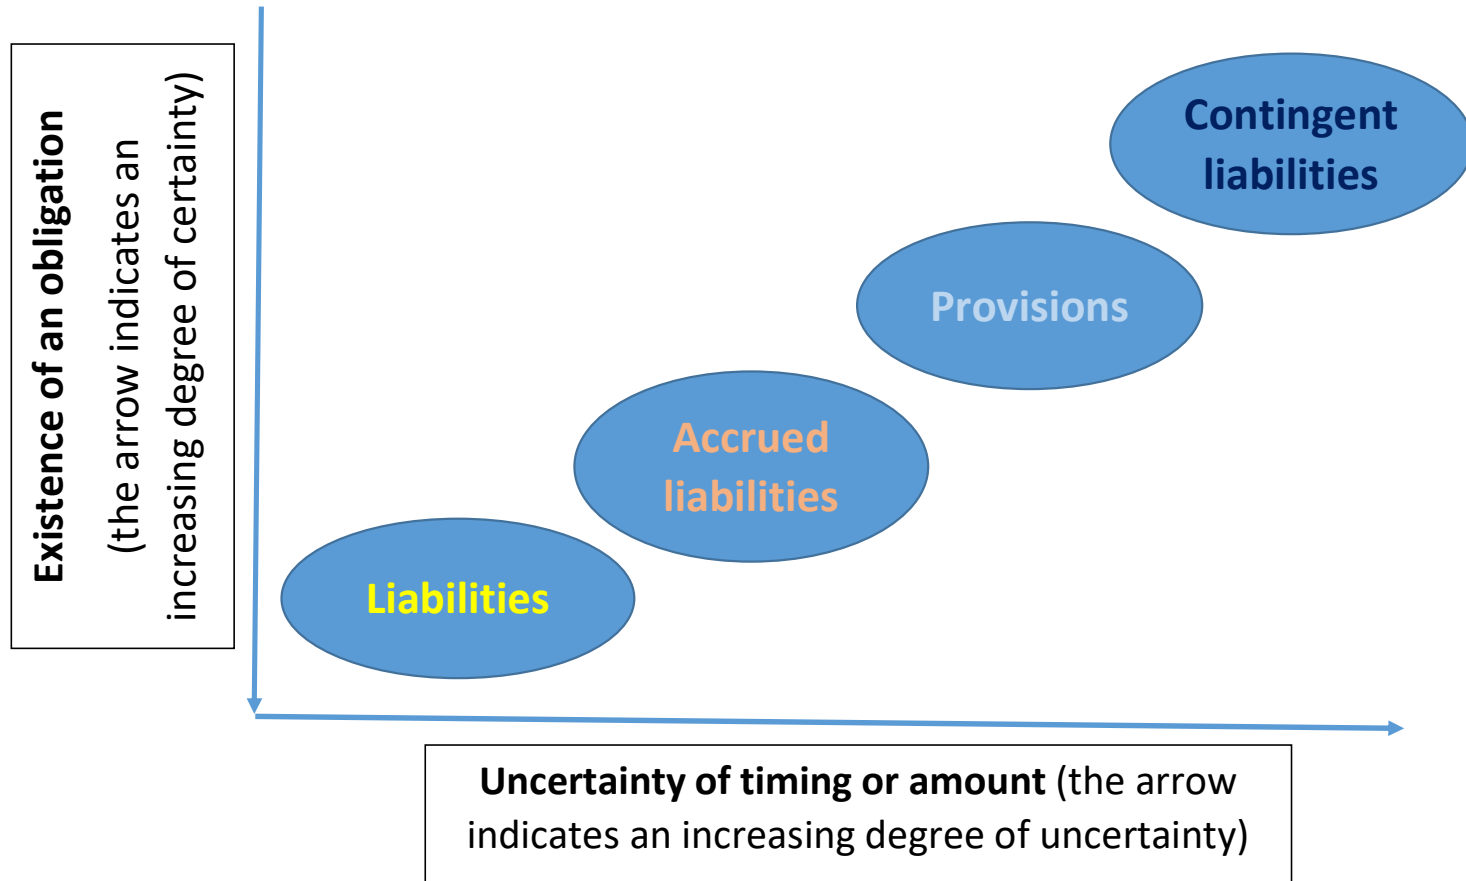 Existence of an obligation
(the arrow indicates an
increasing degree of certainty)
Contingent
liabilities
Provisions
Accrued
liabilities
Liabilities
Uncertainty of timing or amount (the arrow
indicates an increasing degree of uncertainty)